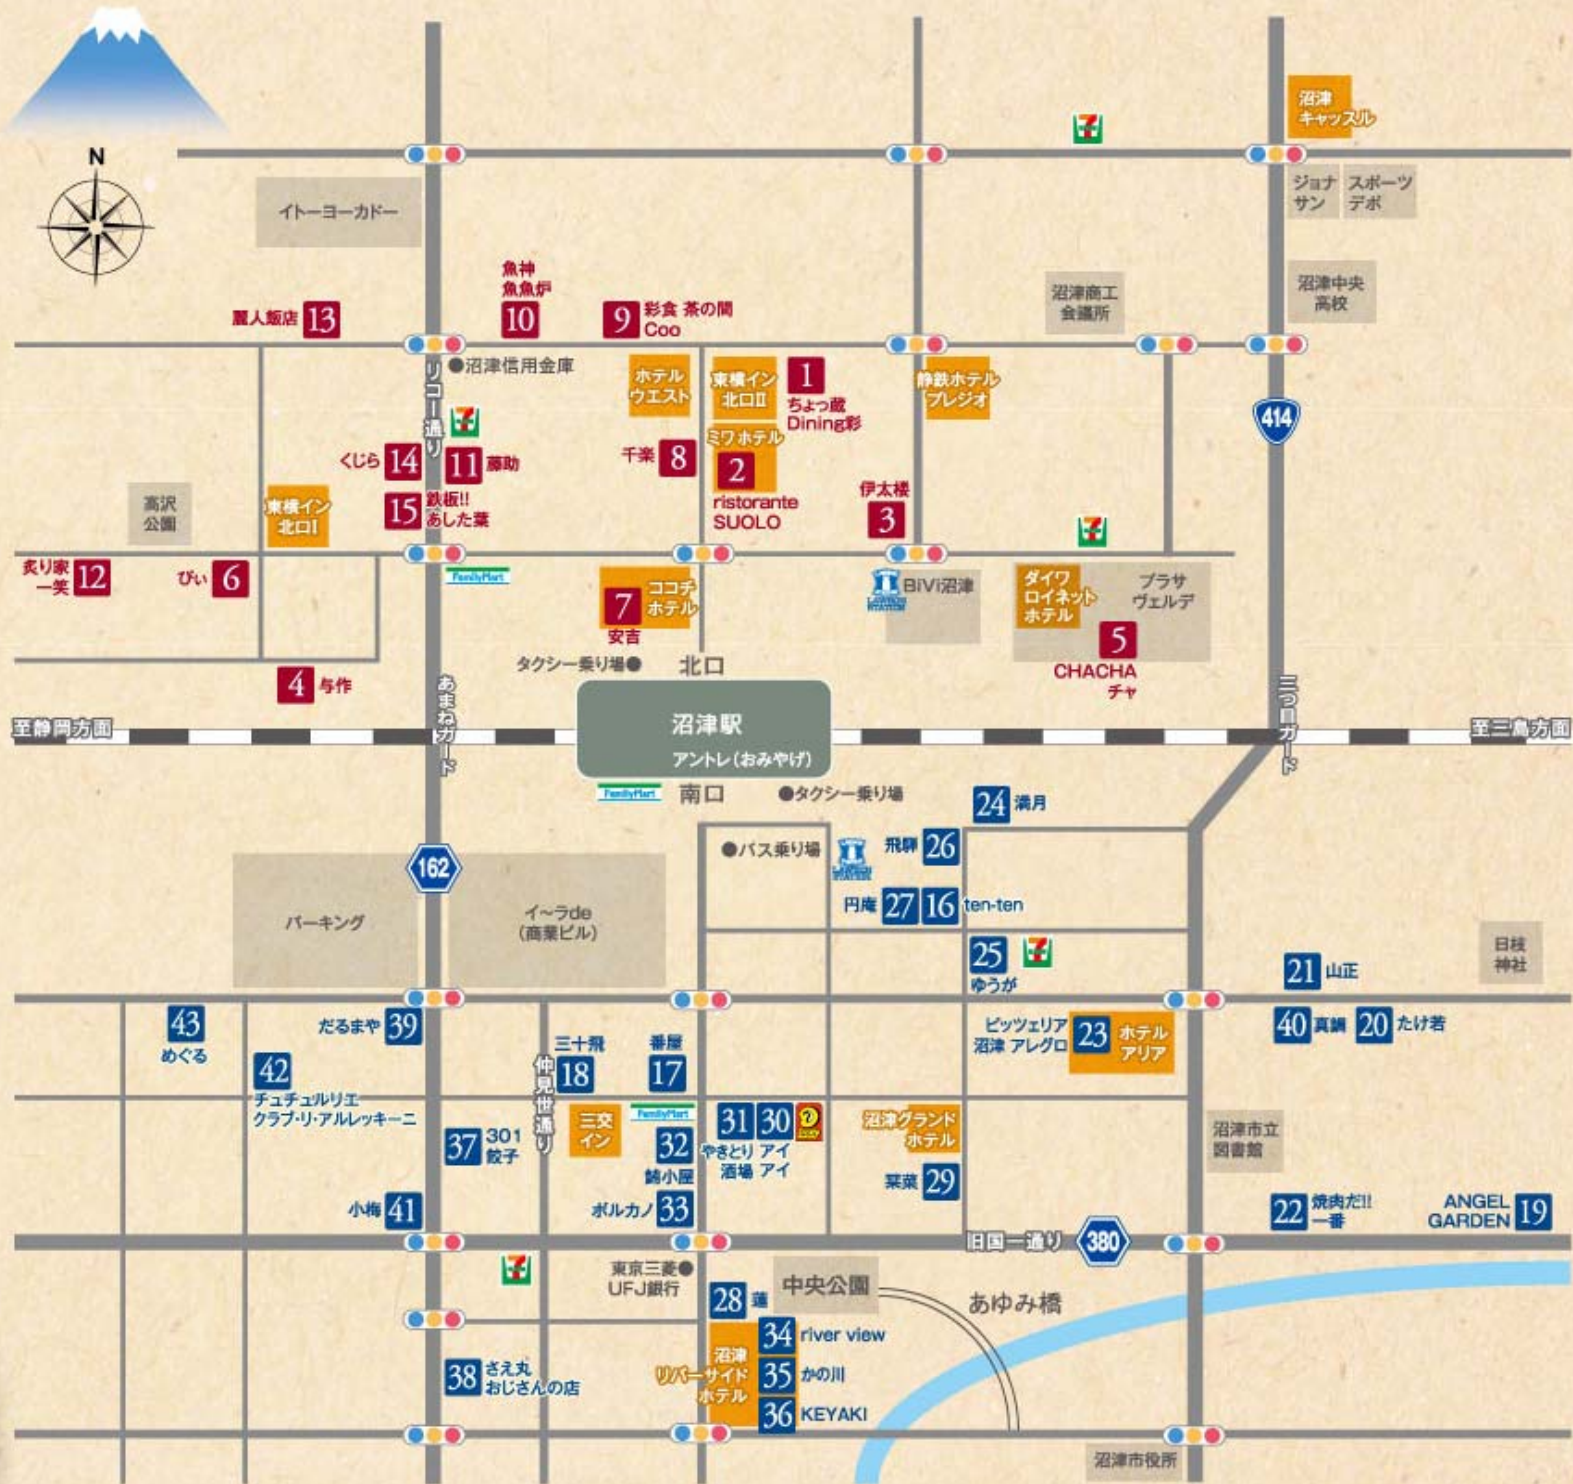 沼津
キャッスル
N
ジョナ
サン
スポーツ
デポ
イトーヨーカドー
魚神
魚魚炉
10
麗人飯店 13
9 彩食 茶の間
Coo
沼津商工
会議所
沼津中央
高校
●沼津信用金庫
リコー通り
ホテル
ウエスト
東横イン
北口II
1
ちょっ蔵
Dining彩
静鉄ホテル
プレジオ
414
くじら 14
11 藤助
千楽 8
ミワホテル
2
ristorante
SUOLO
伊太楼
3
高沢
公園
東横イン
北口I
15 鉄板!!
あした葉
炙り家
一笑 12
びぃ 6
FamilyMart
7
ココチ
ホテル
安吉
LAWSON
STATION
BiVi沼津
ダイワ
ロイネット
ホテル
プラサ
ヴェルデ
5
CHACHA
チャ
タクシー乗り場●
北口
4 与作
あまねガード
三つ目ガード
至静岡方面
沼津駅
アントレ(おみやげ)
至三島方面
FamilyMart
南口
●タクシー乗り場
24 満月
●バス乗り場
飛騨 26
162
円庵 27 16 ten-ten
パーキング
イ〜ラde
(商業ビル)
25
ゆうが
21 山正
日枝
神社
43
めぐる
だるまや 39
三十飛
18
番屋
17
ピッツェリア
沼津 アレグロ
23
ホテル
アリア
40 真鍋 20 たけ若
42
チュチュルリエ
クラブ・リ・アルレッキーニ
仲見世通り
37 301
餃子
三交
イン
FamilyMart
32
鮪小屋
31 30
やきとり アイ
酒場 アイ
沼津グランド
ホテル
栞菜 29
沼津市立
図書館
小梅 41
ボルカノ 33
22 焼肉だ!!
一番
ANGEL
GARDEN 19
旧国一通り
380
東京三菱●
UFJ銀行
28 蓮
中央公園
あゆみ橋
38 さえ丸
おじさんの店
沼津
リバーサイド
ホテル
34 river view
35 かの川
36 KEYAKI
沼津市役所